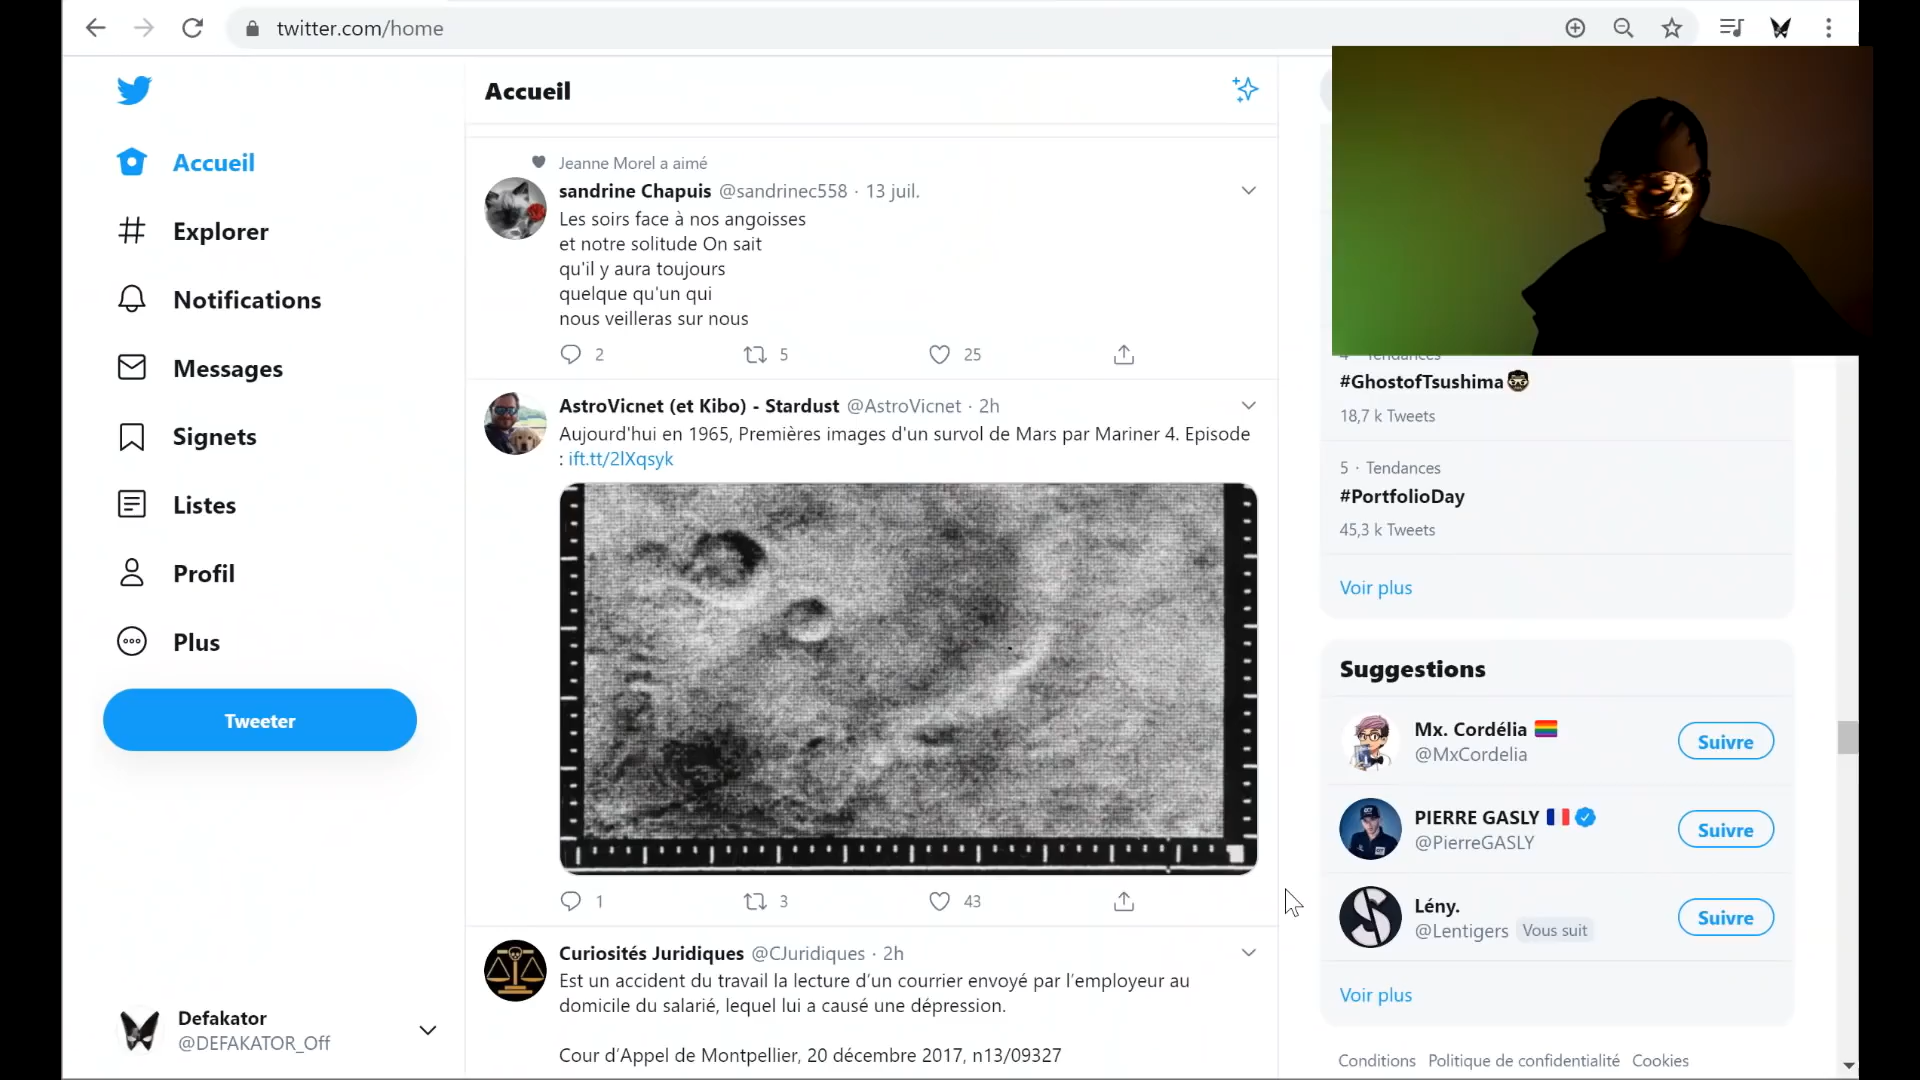 twitter.com/home
Accueil
Explorer
Notifications
Messages
Signets
Listes
Profil
Plus
Tweeter
Defakator
@DEFAKATOR_Off
Accueil
Jeanne Morel a aimé
sandrine Chapuis @sandrinec558 · 13 juil.
Les soirs face à nos angoisses
et notre solitude On sait
qu'il y aura toujours
quelque qu'un qui
nous veilleras sur nous
2 5 25
AstroVicnet (et Kibo) - Stardust @AstroVicnet · 2h
Aujourd'hui en 1965, Premières images d'un survol de Mars par Mariner 4. Episode
: ift.tt/2lXqsyk
1 3 43
Curiosités Juridiques @CJuridiques · 2h
Est un accident du travail la lecture d’un courrier envoyé par l’employeur au
domicile du salarié, lequel lui a causé une dépression.
Cour d’Appel de Montpellier, 20 décembre 2017, n13/09327
4 · Tendances
#GhostofTsushima
18,7 k Tweets
5 · Tendances
#PortfolioDay
45,3 k Tweets
Voir plus
Suggestions
Mx. Cordélia
@MxCordelia
Suivre
PIERRE GASLY
@PierreGASLY
Suivre
Lény.
@Lentigers Vous suit
Suivre
Voir plus
Conditions Politique de confidentialité Cookies